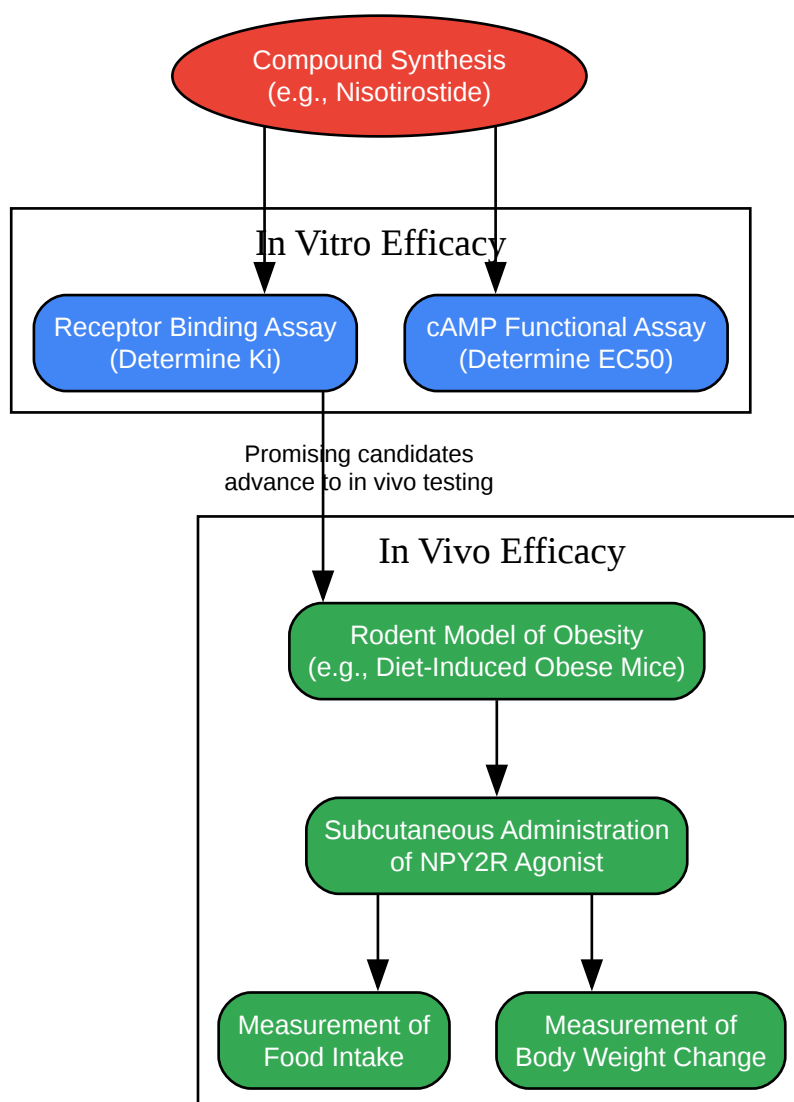 Compound Synthesis
(e.g., Nisotirostide)
In Vitro Efficacy
Receptor Binding Assay
(Determine Ki)
cAMP Functional Assay
(Determine EC50)
Promising candidates
advance to in vivo testing
In Vivo Efficacy
Rodent Model of Obesity
(e.g., Diet-Induced Obese Mice)
Subcutaneous Administration
of NPY2R Agonist
Measurement of
Food Intake
Measurement of
Body Weight Change